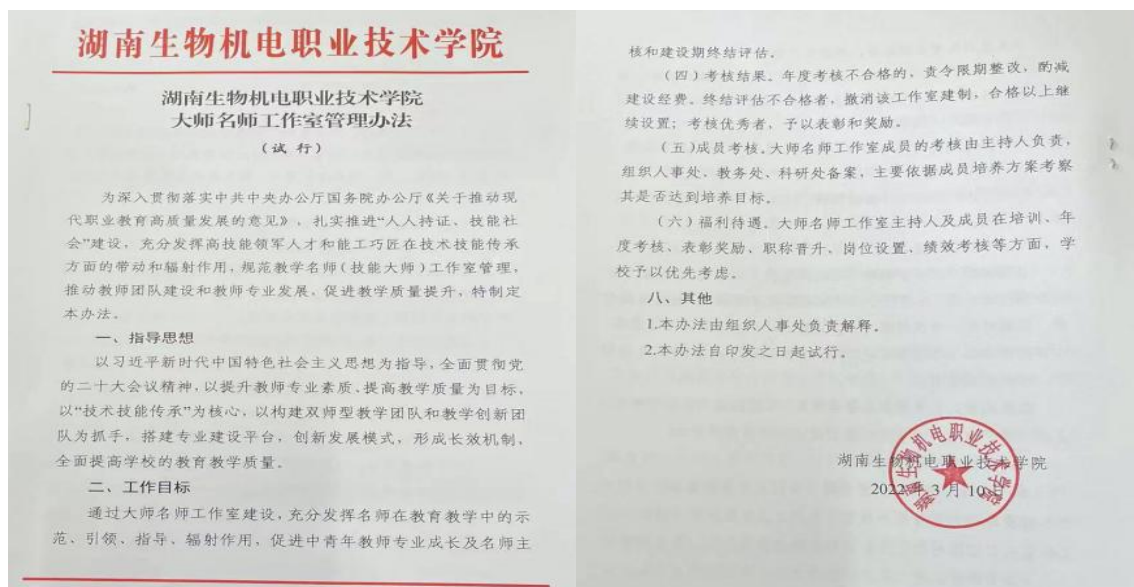 湖南生物机电职业技术学院
湖南生物机电职业技术学院
大师名师工作室管理办法
（试 行）
为深入贯彻落实中共中央办公厅国务院办公厅《关于推动现
代职业教育高质量发展的意见》，扎实推进“人人持证、技能社
会”建设，充分发挥高技能领军人才和能工巧匠在技术技能传承
方面的带动和辐射作用，规范教学名师（技能大师）工作室管理，
推动教师团队建设和教师专业发展，促进教学质量提升，特制定
本办法。
一、指导思想
以习近平新时代中国特色社会主义思想为指导，全面贯彻党
的二十大会议精神，以提升教师专业素质、提高教学质量为目标，
以“技术技能传承”为核心，以构建双师型教学团队和教学创新团
队为抓手，搭建专业建设平台，创新发展模式，形成长效机制，
全面提高学校的教育教学质量。
二、工作目标
通过大师名师工作室建设，充分发挥名师在教育教学中的示
范、引领、指导、辐射作用，促进中青年教师专业成长及名师主
核和建设期终结评估。
（四）考核结果。年度考核不合格的，责令限期整改，酌减
建设经费。终结评估不合格者，撤消该工作室建制，合格以上继
续设置；考核优秀者，予以表彰和奖励。
（五）成员考核。大师名师工作室成员的考核由主持人负责，
组织人事处、教务处、科研处备案，主要依据成员培养方案考察
其是否达到培养目标。
（六）福利待遇。大师名师工作室主持人及成员在培训、年
度考核、表彰奖励、职称晋升、岗位设置、绩效考核等方面，学
校予以优先考虑。
八、其他
1.本办法由组织人事处负责解释。
2.本办法自印发之日起试行。
湖南生物机电职业技术学院
2022年3月10日
湖南生物机电职业技术学院